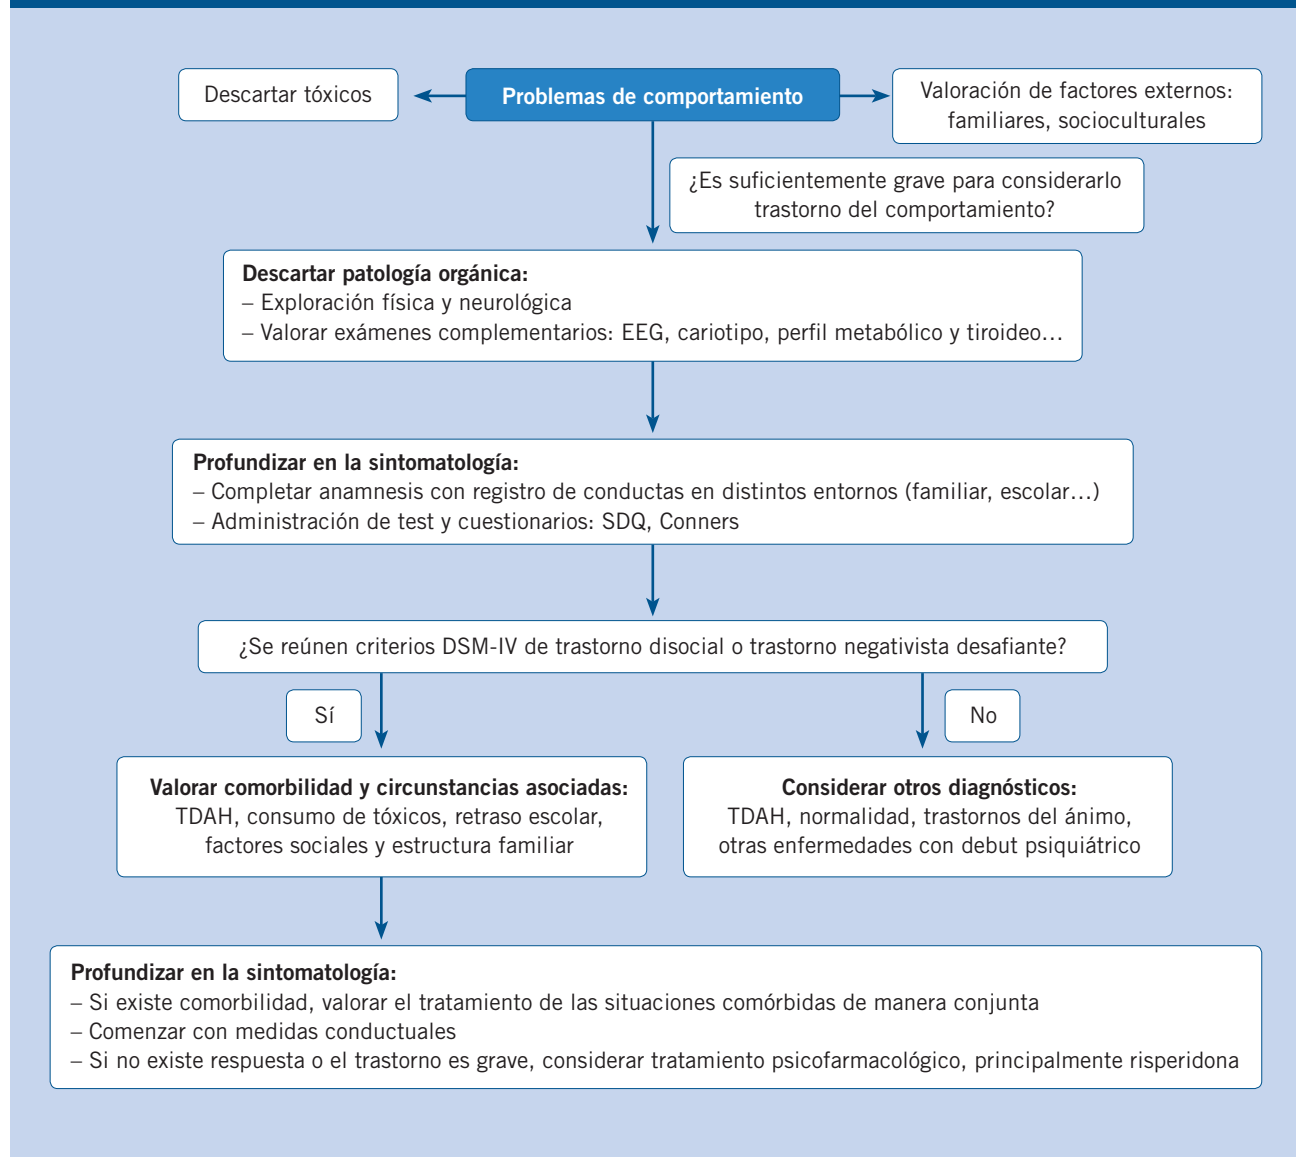 Descartar tóxicos
Problemas de comportamiento
Valoración de factores externos:
familiares, socioculturales
¿Es suficientemente grave para considerarlo
trastorno del comportamiento?
Descartar patología orgánica:
– Exploración física y neurológica
– Valorar exámenes complementarios: EEG, cariotipo, perfil metabólico y tiroideo…
Profundizar en la sintomatología:
– Completar anamnesis con registro de conductas en distintos entornos (familiar, escolar…)
– Administración de test y cuestionarios: SDQ, Conners
¿Se reúnen criterios DSM-IV de trastorno disocial o trastorno negativista desafiante?
Sí
No
Valorar comorbilidad y circunstancias asociadas:
TDAH, consumo de tóxicos, retraso escolar,
factores sociales y estructura familiar
Considerar otros diagnósticos:
TDAH, normalidad, trastornos del ánimo,
otras enfermedades con debut psiquiátrico
Profundizar en la sintomatología:
– Si existe comorbilidad, valorar el tratamiento de las situaciones comórbidas de manera conjunta
– Comenzar con medidas conductuales
– Si no existe respuesta o el trastorno es grave, considerar tratamiento psicofarmacológico, principalmente risperidona